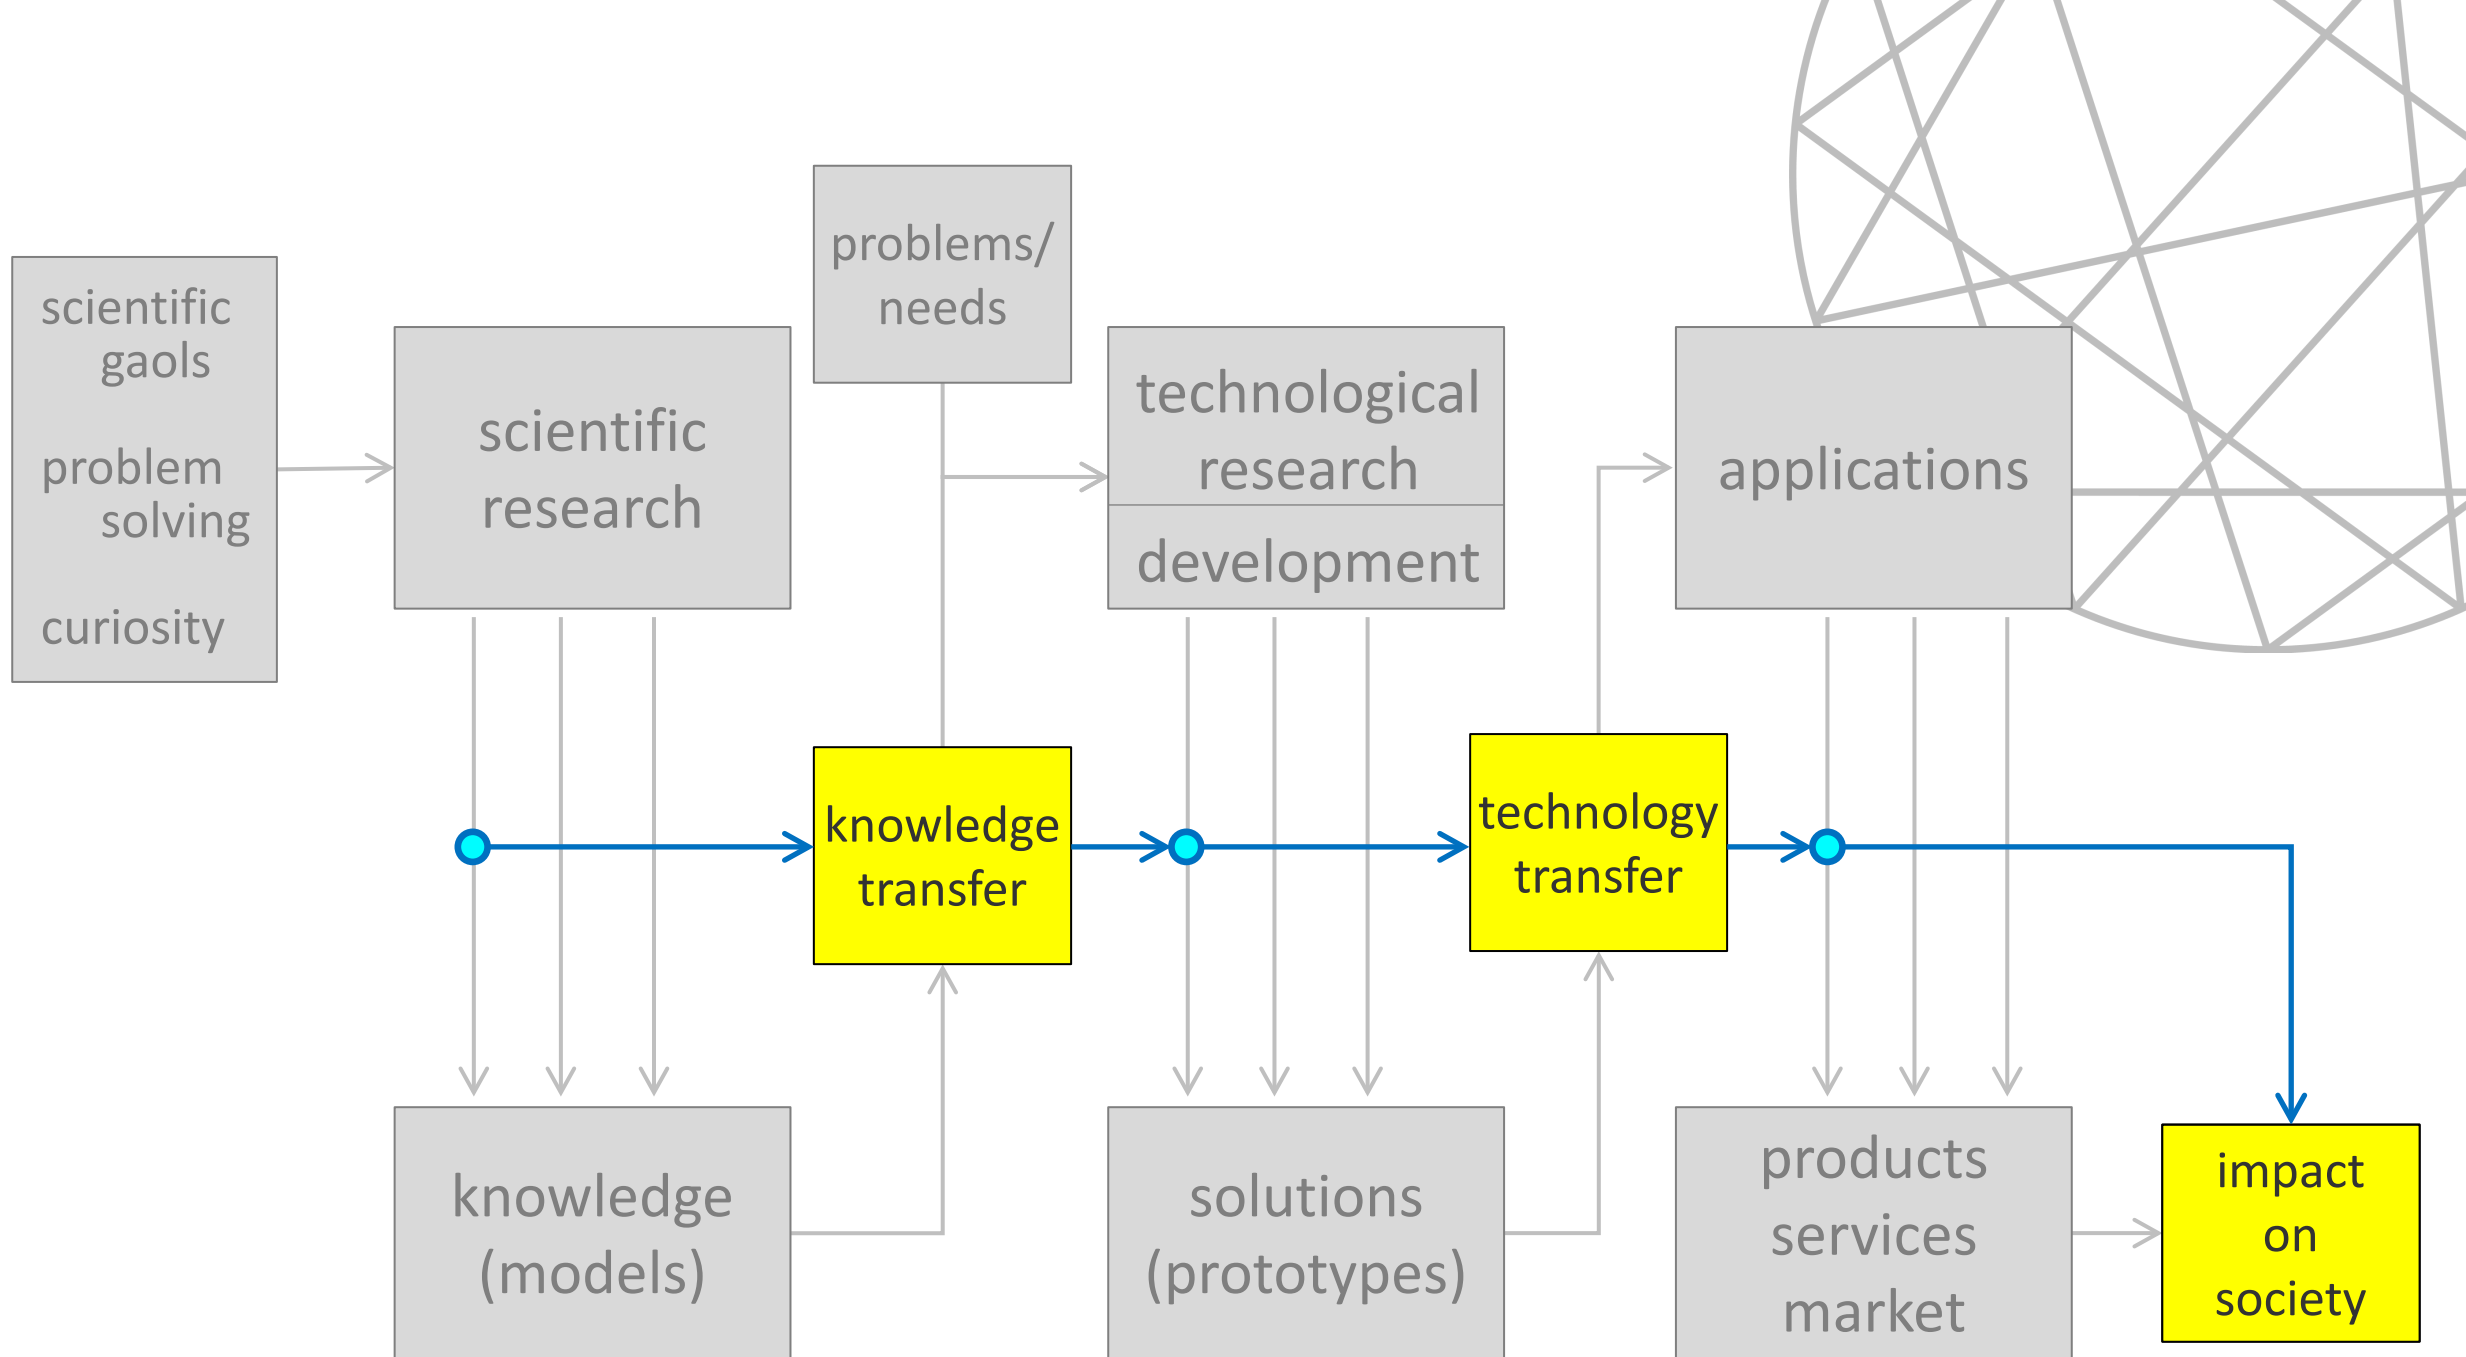 scientific
gaols
problem
solving
curiosity
scientific
research
problems/
needs
technological
research
development
applications
knowledge
transfer
technology
transfer
knowledge
(models)
solutions
(prototypes)
products
services
market
impact
on
society